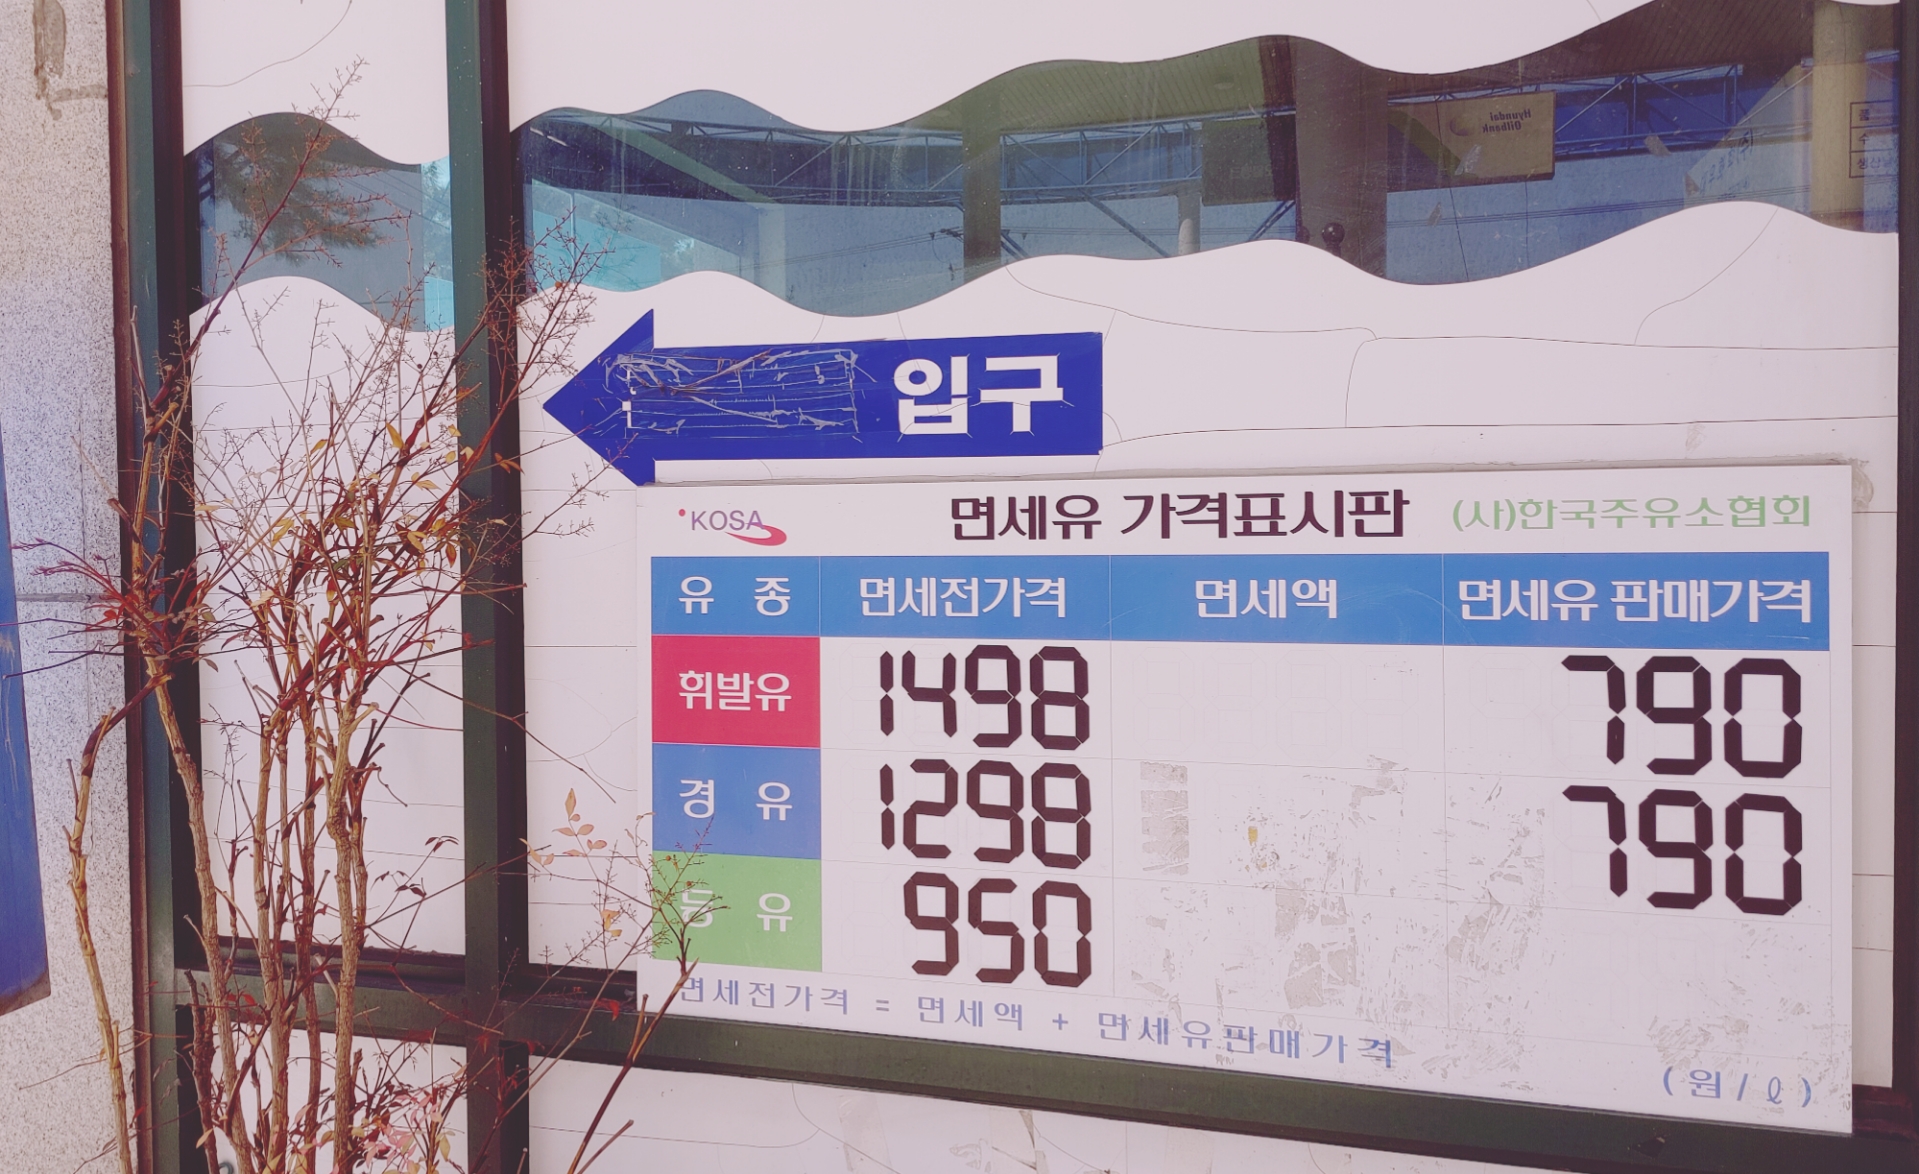 Hyundai
Oilbank
입구
KOSA 면세유 가격표시판 (사)한국주유소협회
유 종 면세전가격 면세액 면세유 판매가격
휘발유 1498 790
경 유 1298 790
등 유 950
면세전가격 = 면세액 + 면세유판매가격
(원/ℓ)